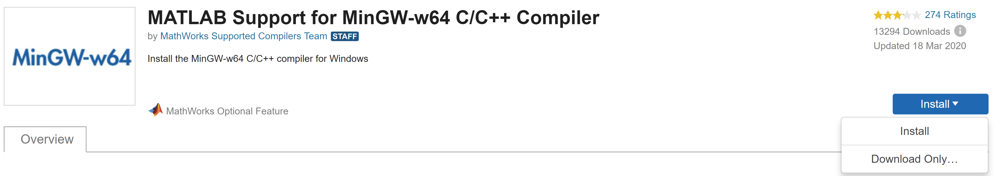 MinGW-w64
MATLAB Support for MinGW-w64 C/C++ Compiler
by MathWorks Supported Compilers Team STAFF
Install the MinGW-w64 C/C++ compiler for Windows
MathWorks Optional Feature
274 Ratings
13294 Downloads i
Updated 18 Mar 2020
Install
Install
Download Only…
Overview